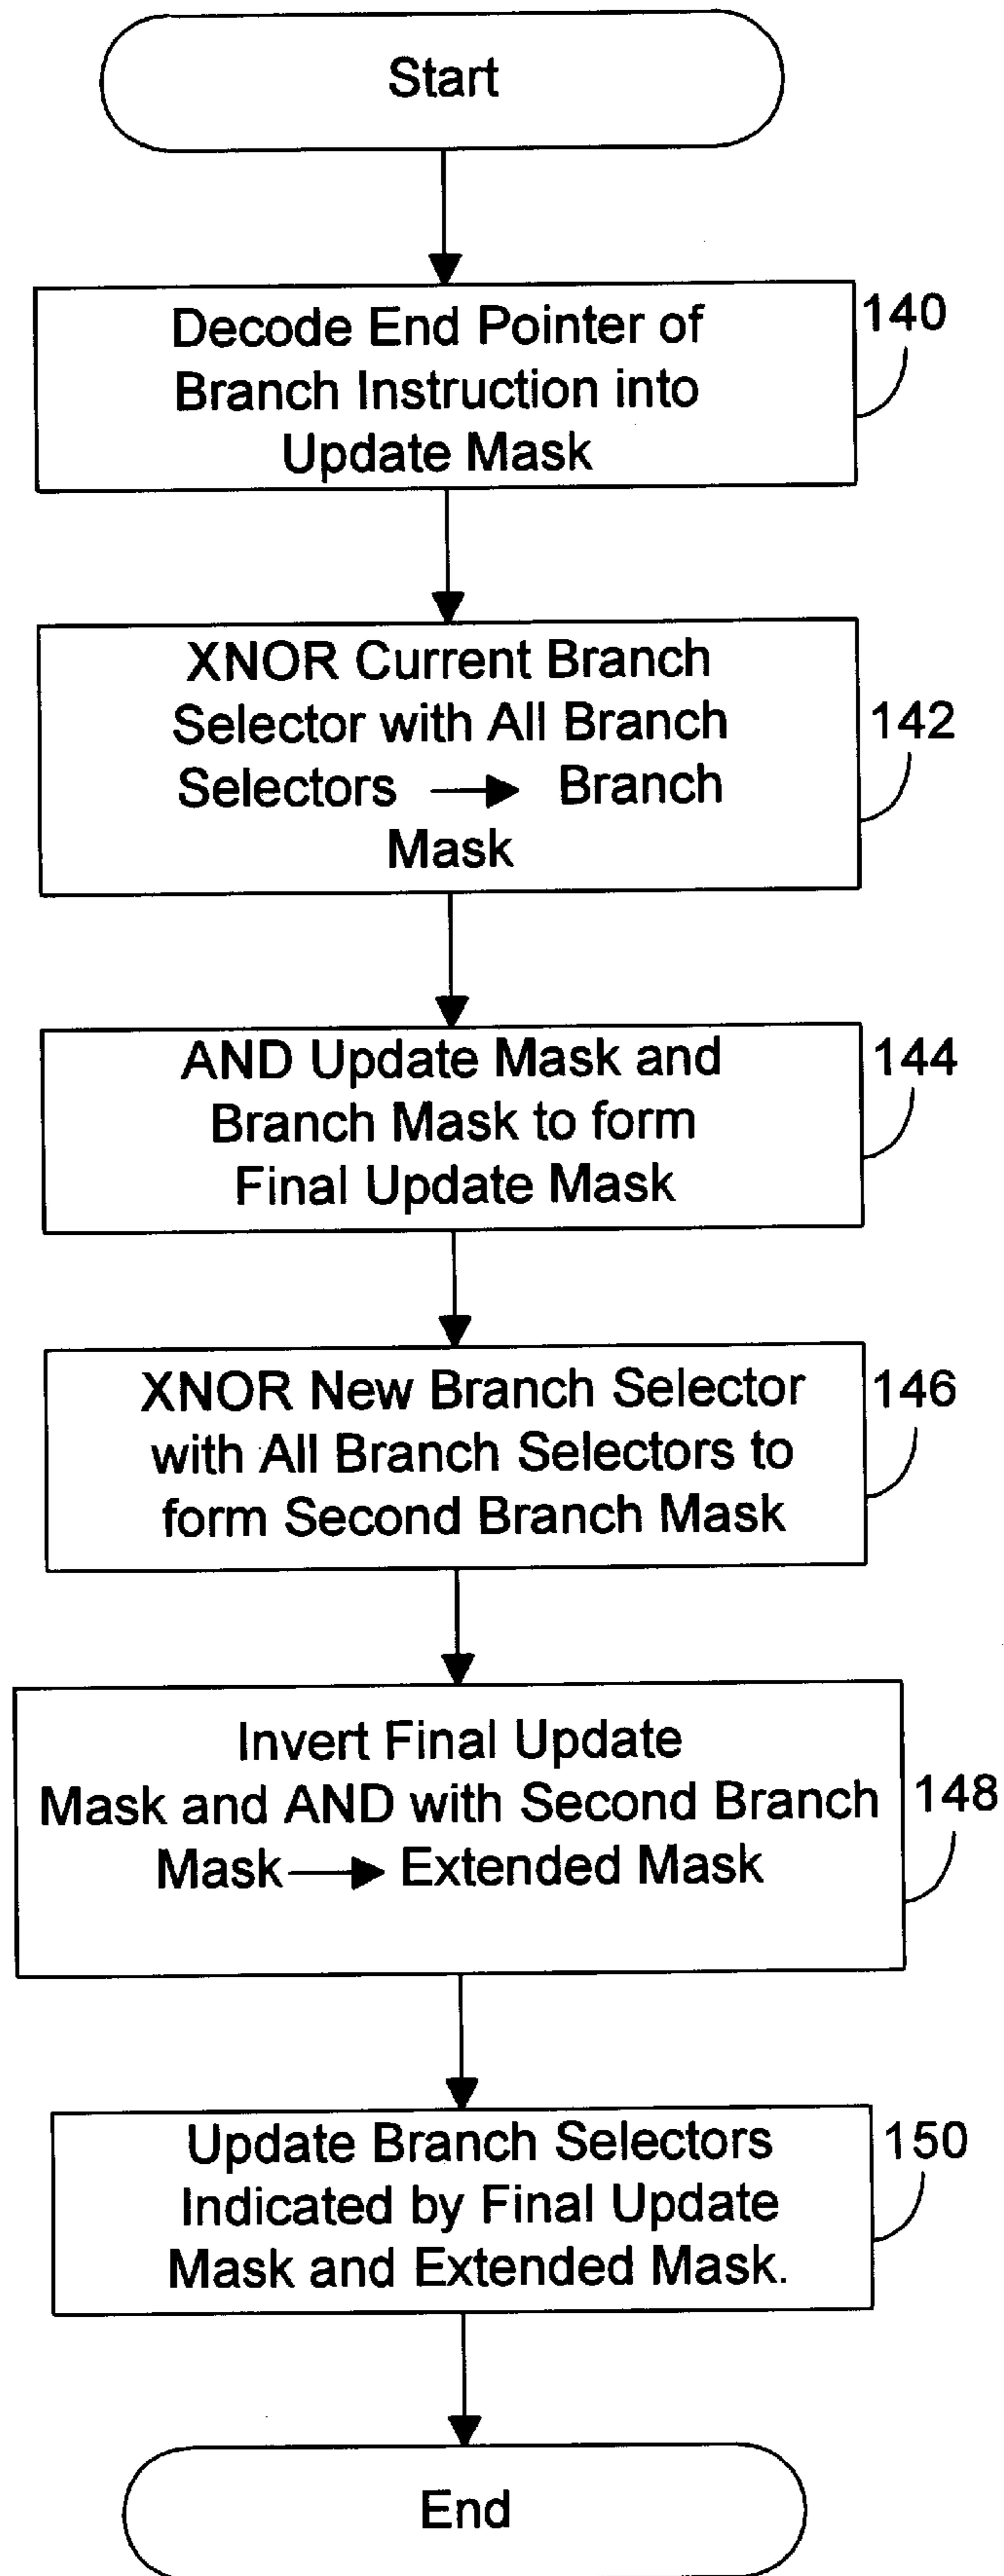 Start
Decode End Pointer of
Branch Instruction into
Update Mask
140
XNOR Current Branch
Selector with All Branch
Selectors → Branch
Mask
142
AND Update Mask and
Branch Mask to form
Final Update Mask
144
XNOR New Branch Selector
with All Branch Selectors to
form Second Branch Mask
146
Invert Final Update
Mask and AND with Second Branch
Mask → Extended Mask
148
Update Branch Selectors
Indicated by Final Update
Mask and Extended Mask.
150
End